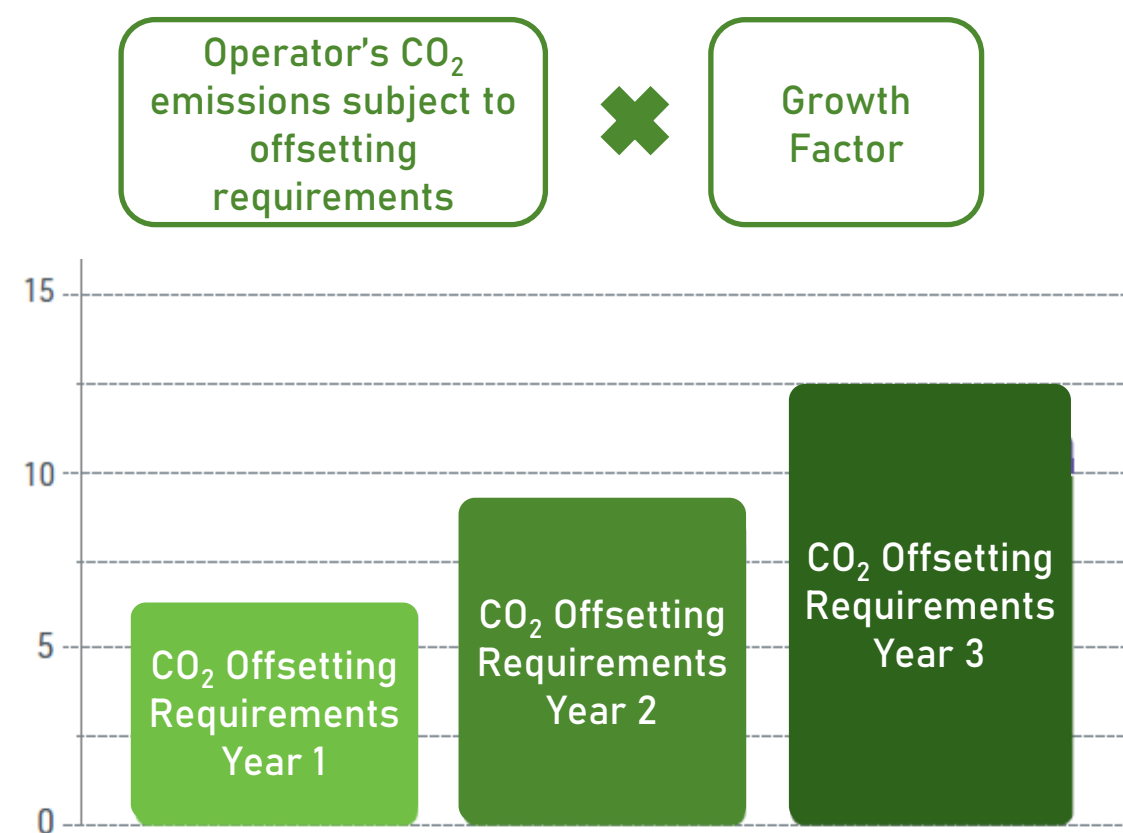 Operator's CO₂
emissions subject to
offsetting
requirements
Growth
Factor
15
10
5
0
CO₂ Offsetting
Requirements
Year 1
CO₂ Offsetting
Requirements
Year 2
CO₂ Offsetting
Requirements
Year 3